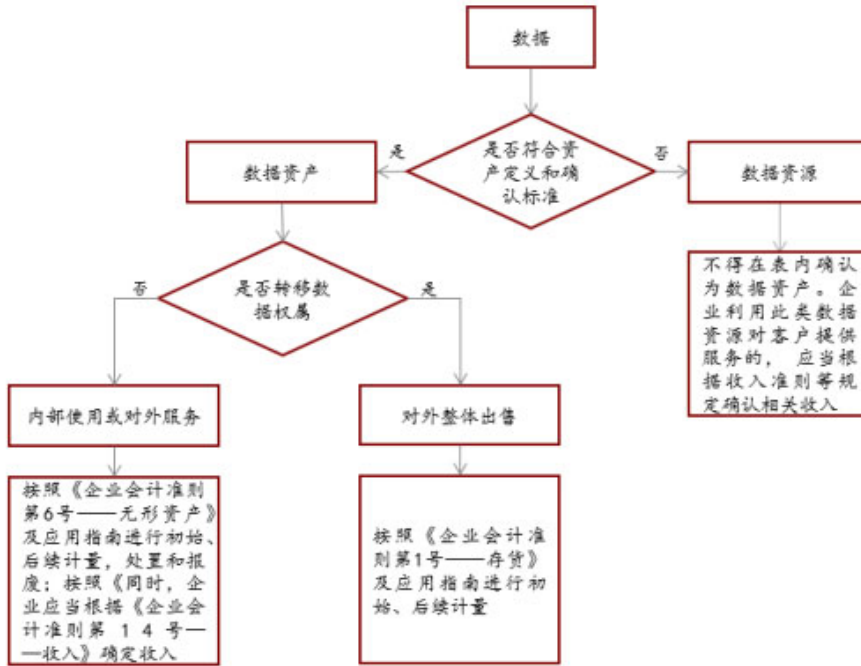 数据
是否符合资
产定义和确
认标准
是
否
数据资产
数据资源
不得在表内确认
为数据资产。企
业利用此类数据
资源对客户提供
服务的， 应当根
据收入准则等规
定确认相关收入
是否转移数
据权属
否
是
内部使用或对外服务
对外整体出售
按照《企业会计准则
第6号——无形资产》
及应用指南进行初始、
后续计量，处置和报
废；按照《同时，企
业应当根据《企业会
计准则第 1 4 号—
—收入》确定收入
按照《企业会计准
则第1号——存货》
及应用指南进行初
始、后续计量